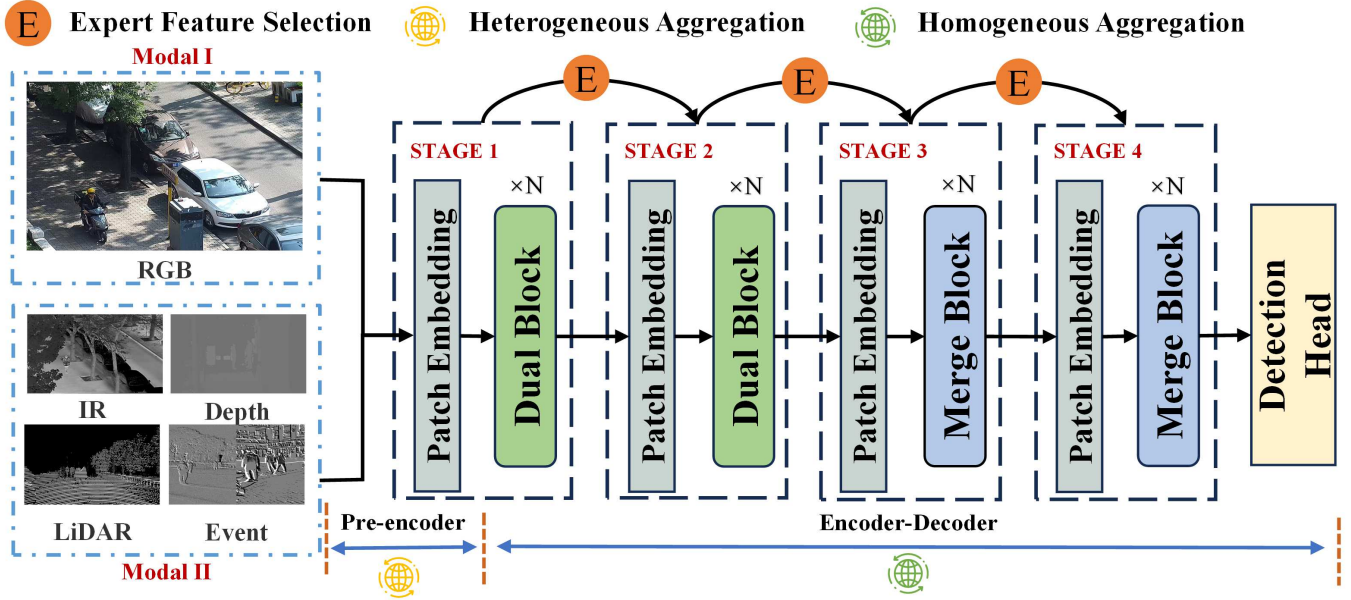 E Expert Feature Selection Heterogeneous Aggregation Homogeneous Aggregation
Modal I
RGB
IR Depth
LiDAR Event
Modal II
E E E
STAGE 1
Patch Embedding
×N
Dual Block
STAGE 2
Patch Embedding
×N
Dual Block
STAGE 3
Patch Embedding
×N
Merge Block
STAGE 4
Patch Embedding
×N
Merge Block
Detection
Head
Pre-encoder
Encoder-Decoder